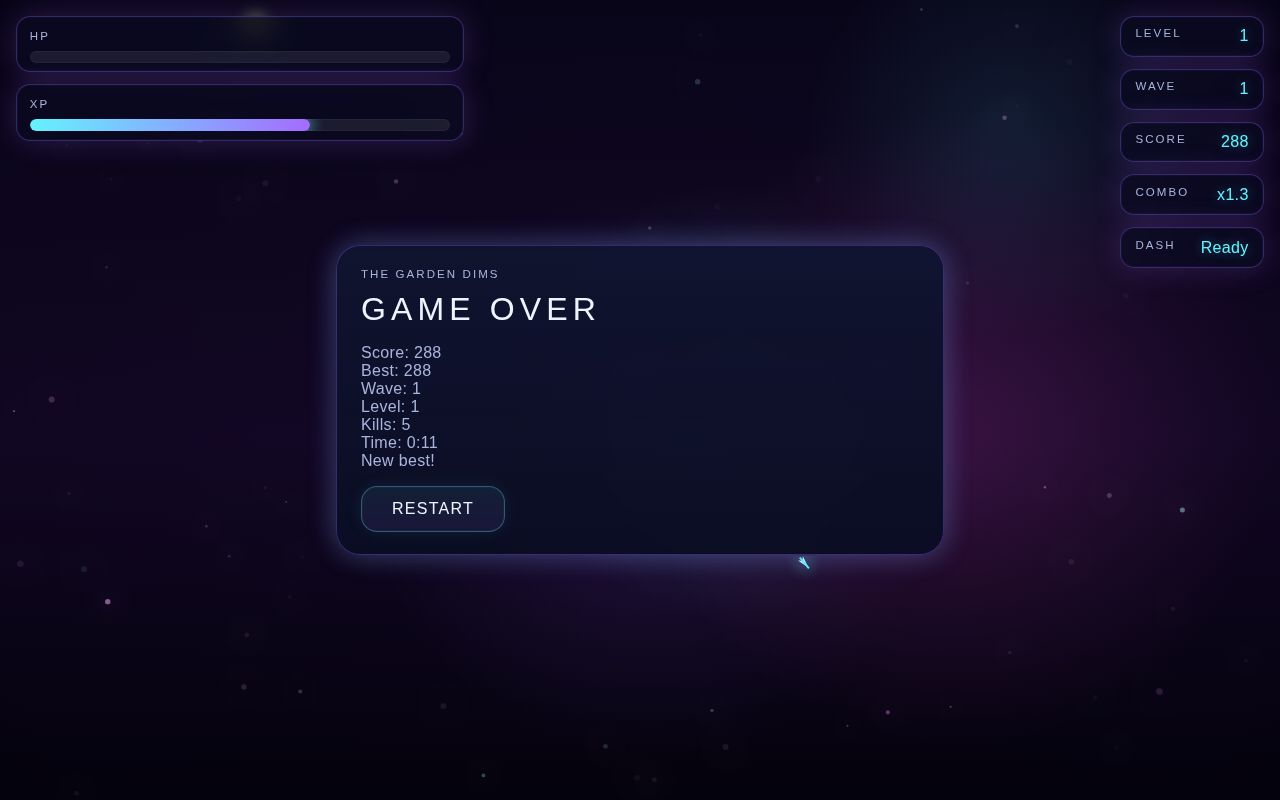 HP
XP
LEVEL 1
WAVE 1
SCORE 288
COMBO x1.3
DASH Ready
THE GARDEN DIMS
GAME OVER
Score: 288
Best: 288
Wave: 1
Level: 1
Kills: 5
Time: 0:11
New best!
RESTART